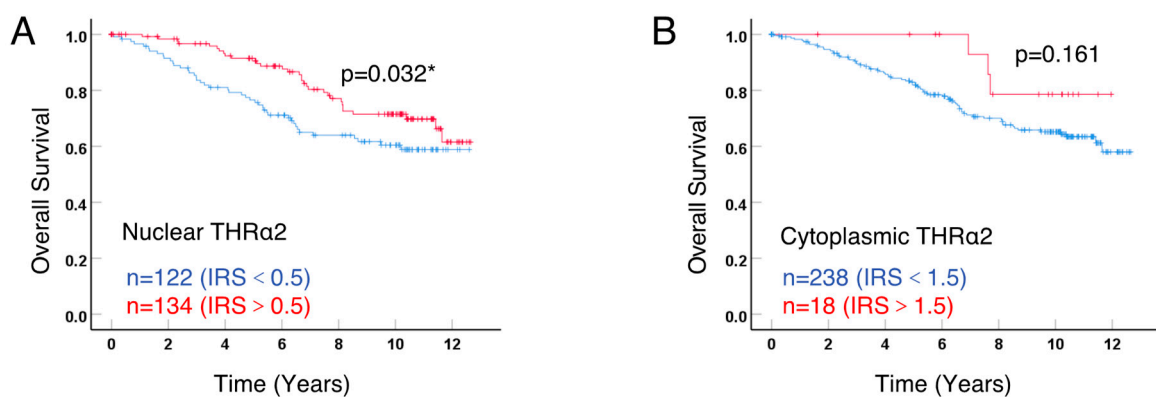 A
Overall Survival
1.0
0.8
0.6
0.4
0.2
0.0
p=0.032*
Nuclear THRα2
n=122 (IRS < 0.5)
n=134 (IRS > 0.5)
0 2 4 6 8 10 12
Time (Years)
B
Overall Survival
1.0
0.8
0.6
0.4
0.2
0.0
p=0.161
Cytoplasmic THRα2
n=238 (IRS < 1.5)
n=18 (IRS > 1.5)
0 2 4 6 8 10 12
Time (Years)